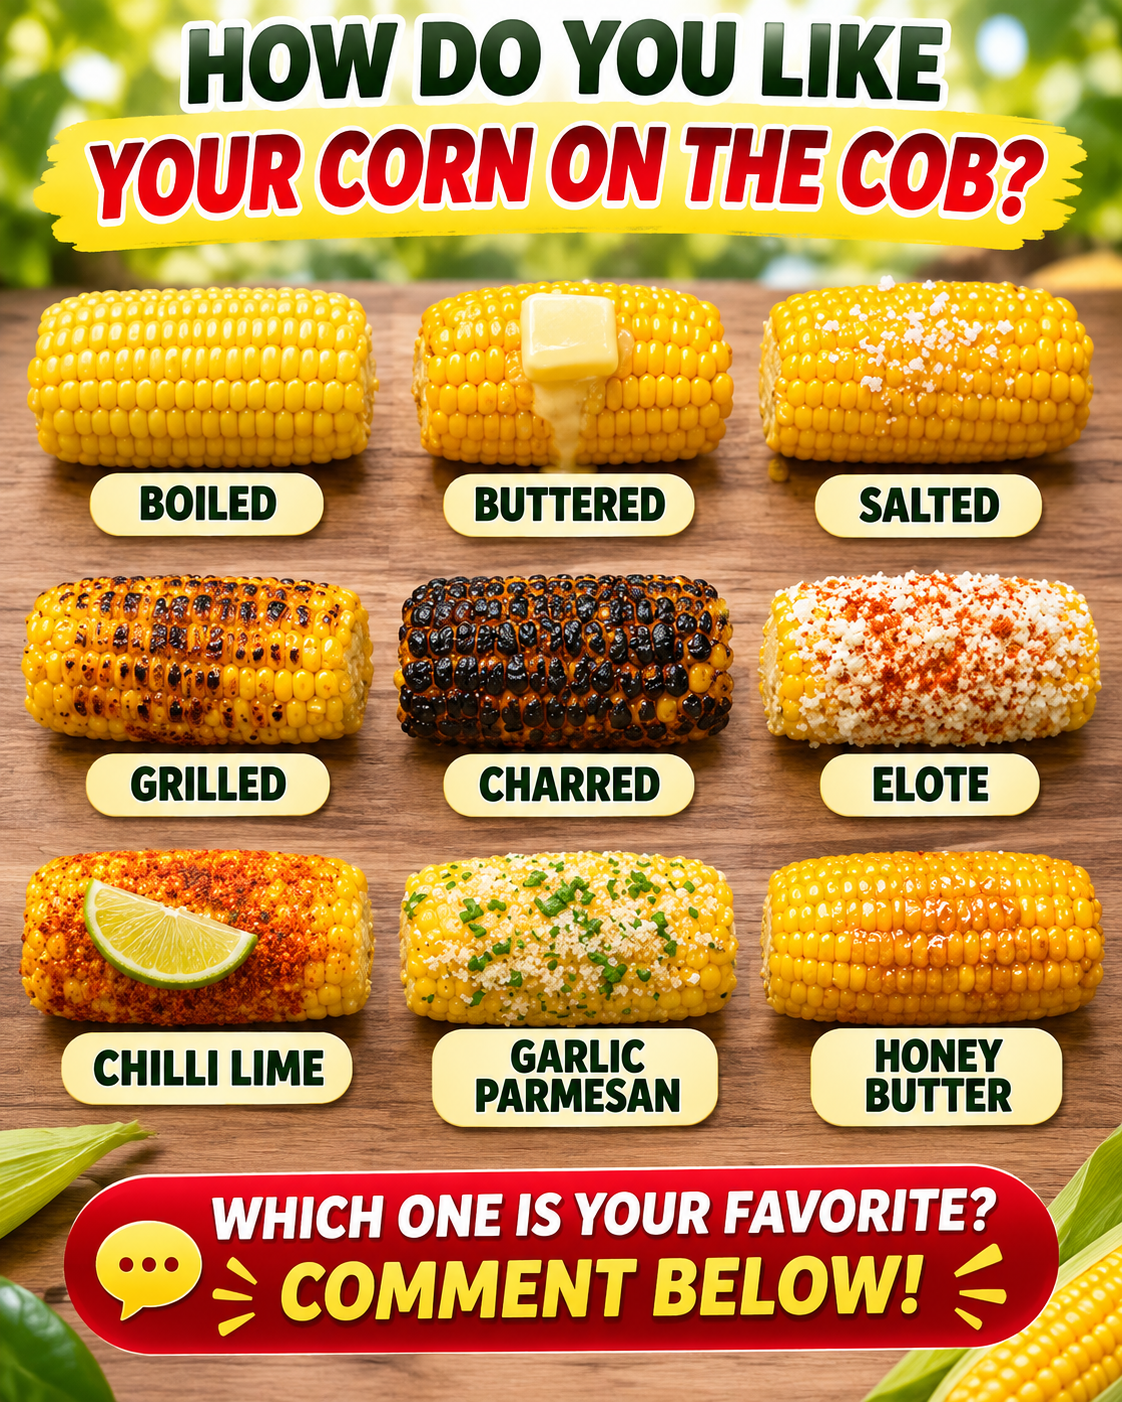 HOW DO YOU LIKE
YOUR CORN ON THE COB?
BOILED
BUTTERED
SALTED
GRILLED
CHARRED
ELOTE
CHILLI LIME
GARLIC
PARMESAN
HONEY
BUTTER
WHICH ONE IS YOUR FAVORITE?
COMMENT BELOW!